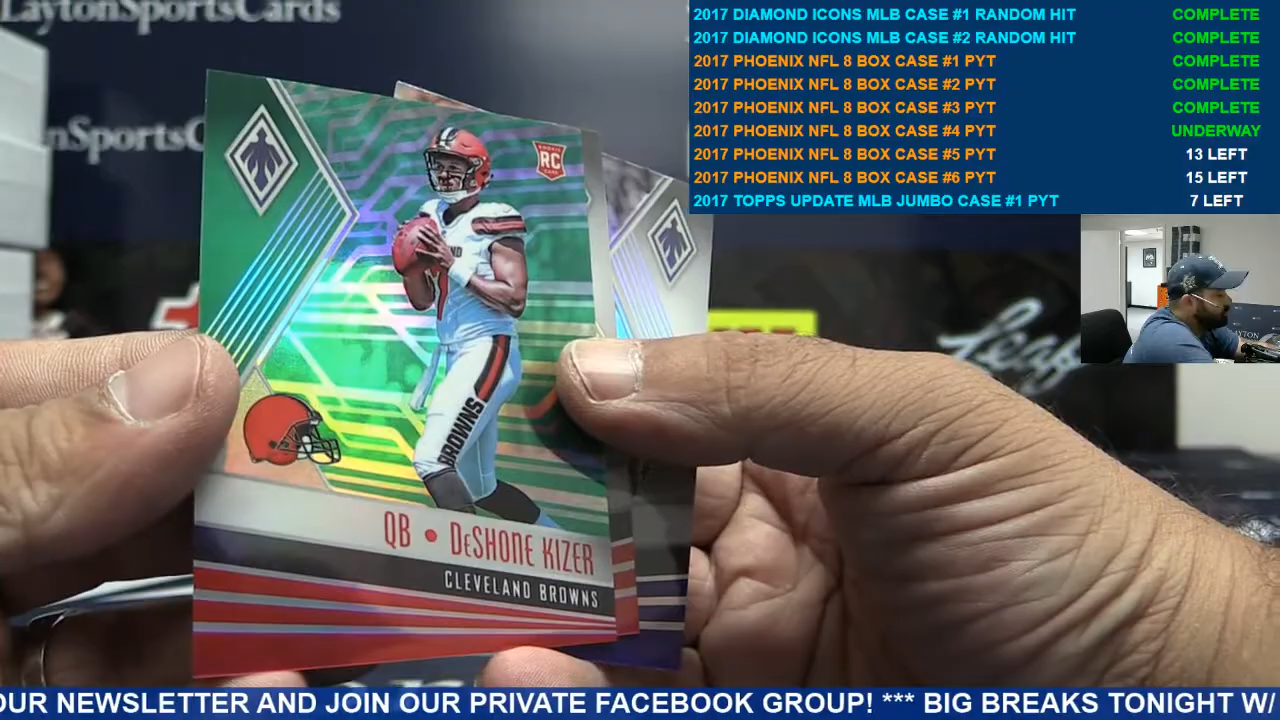 LaytonSportsCards
2017 DIAMOND ICONS MLB CASE #1 RANDOM HIT COMPLETE
2017 DIAMOND ICONS MLB CASE #2 RANDOM HIT COMPLETE
2017 PHOENIX NFL 8 BOX CASE #1 PYT COMPLETE
2017 PHOENIX NFL 8 BOX CASE #2 PYT COMPLETE
2017 PHOENIX NFL 8 BOX CASE #3 PYT COMPLETE
2017 PHOENIX NFL 8 BOX CASE #4 PYT UNDERWAY
2017 PHOENIX NFL 8 BOX CASE #5 PYT 13 LEFT
2017 PHOENIX NFL 8 BOX CASE #6 PYT 15 LEFT
2017 TOPPS UPDATE MLB JUMBO CASE #1 PYT 7 LEFT
nSportsC
RC
Leaf
BROWNS
QB • DESHONE KIZER
CLEVELAND BROWNS
OUR NEWSLETTER AND JOIN OUR PRIVATE FACEBOOK GROUP! *** BIG BREAKS TONIGHT W/